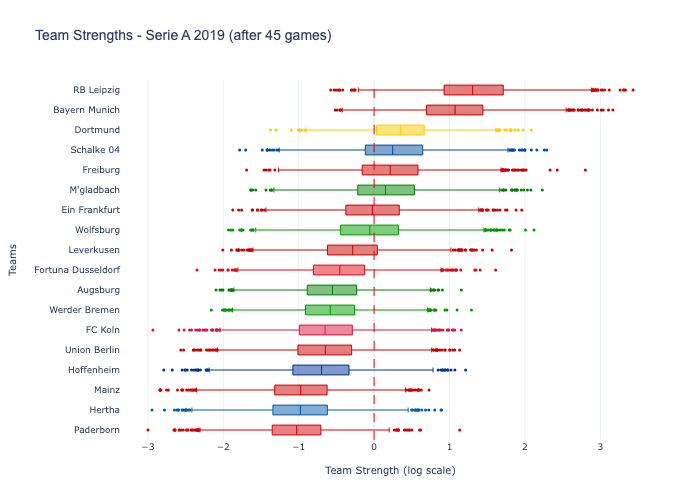 Team Strengths - Serie A 2019 (after 45 games)
RB Leipzig
Bayern Munich
Dortmund
Schalke 04
Freiburg
M'gladbach
Ein Frankfurt
Wolfsburg
Leverkusen
Fortuna Dusseldorf
Augsburg
Werder Bremen
FC Koln
Union Berlin
Hoffenheim
Mainz
Hertha
Paderborn
Teams
−3 −2 −1 0 1 2 3
Team Strength (log scale)